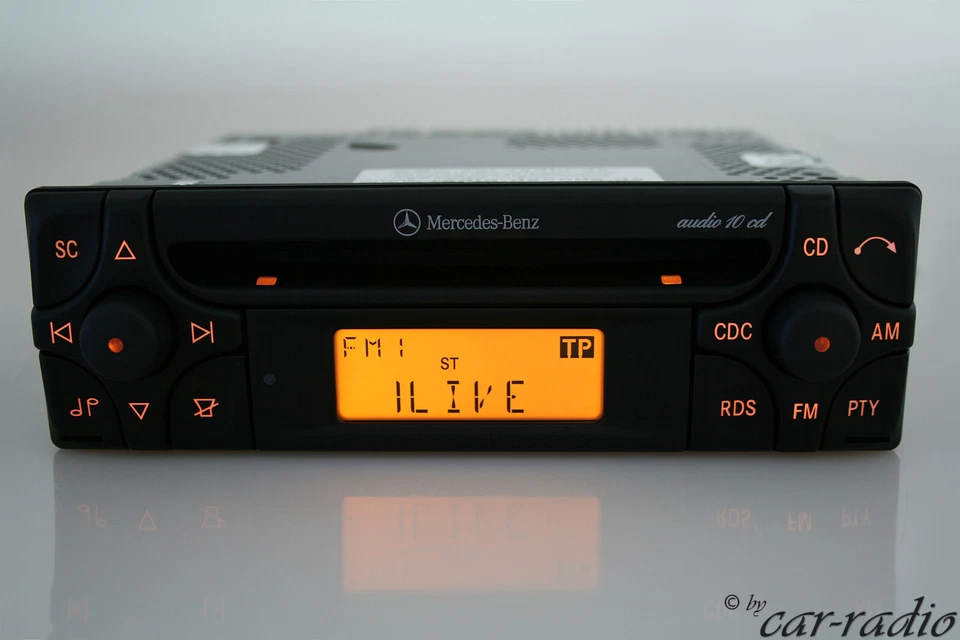 Mercedes-Benz
audio 10 cd
SC
CD
CDC
AM
FM1
TP
ST
1LIVE
RDS
FM
PTY
© by
car-radio